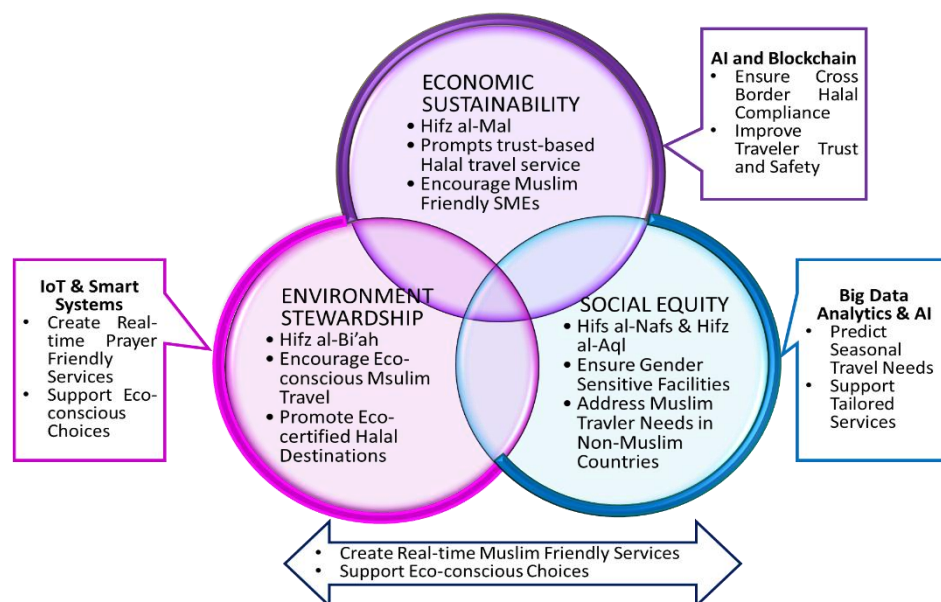 ECONOMIC
SUSTAINABILITY
• Hifz al-Mal
• Prompts trust-based
Halal travel service
• Encourage Muslim
Friendly SMEs
AI and Blockchain
• Ensure Cross
Border Halal
Compliance
• Improve
Traveler Trust
and Safety
IoT & Smart
Systems
• Create Real-
time Prayer
Friendly
Services
• Support Eco-
conscious
Choices
ENVIRONMENT
STEWARDSHIP
• Hifz al-Bi’ah
• Encourage Eco-
conscious Msulim
Travel
• Promote Eco-
certified Halal
Destinations
SOCIAL EQUITY
• Hifs al-Nafs & Hifz
al-Aql
• Ensure Gender
Sensitive Facilities
• Address Muslim
Travler Needs in
Non-Muslim
Countries
Big Data
Analytics & AI
• Predict
Seasonal
Travel Needs
• Support
Tailored
Services
• Create Real-time Muslim Friendly Services
• Support Eco-conscious Choices